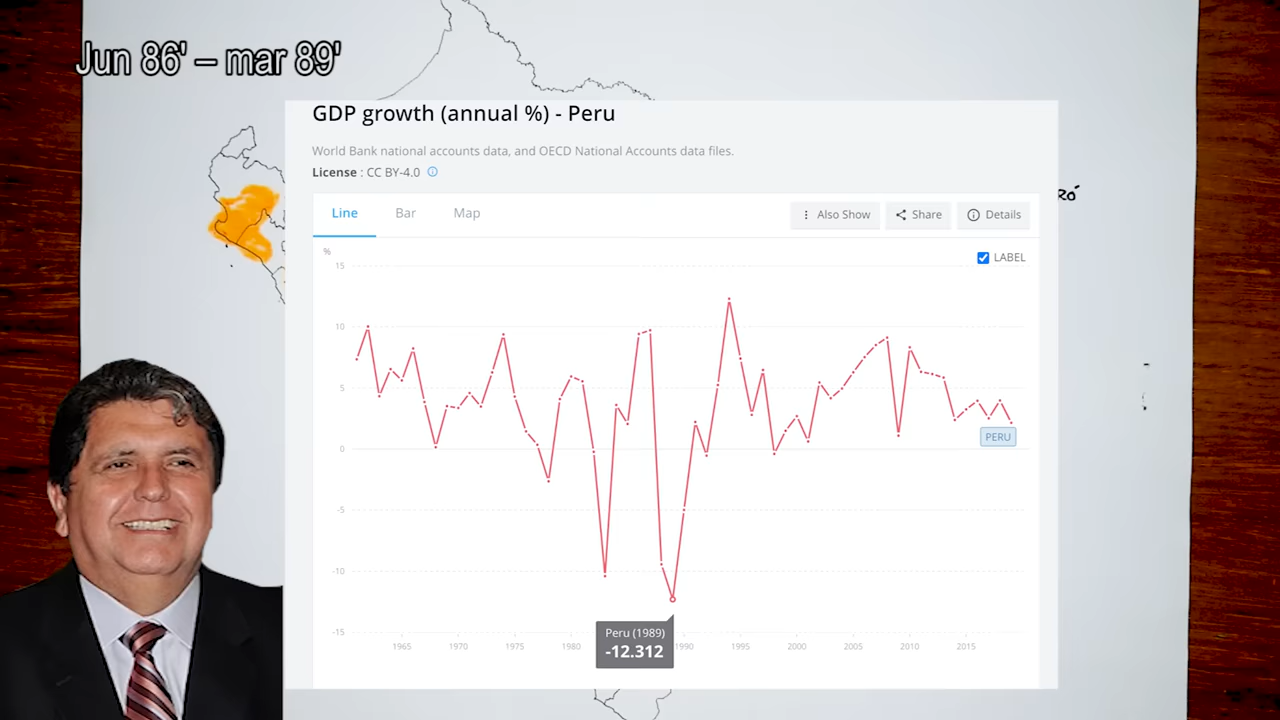 Jun 86' – mar 89'
GDP growth (annual %) - Peru
World Bank national accounts data, and OECD National Accounts data files.
License : CC BY-4.0
Line Bar Map
Also Show Share Details
%
LABEL
15
10
5
0
-5
-10
-15
PERU
Peru (1989)
-12.312
1965 1970 1975 1980 1990 1995 2000 2005 2010 2015